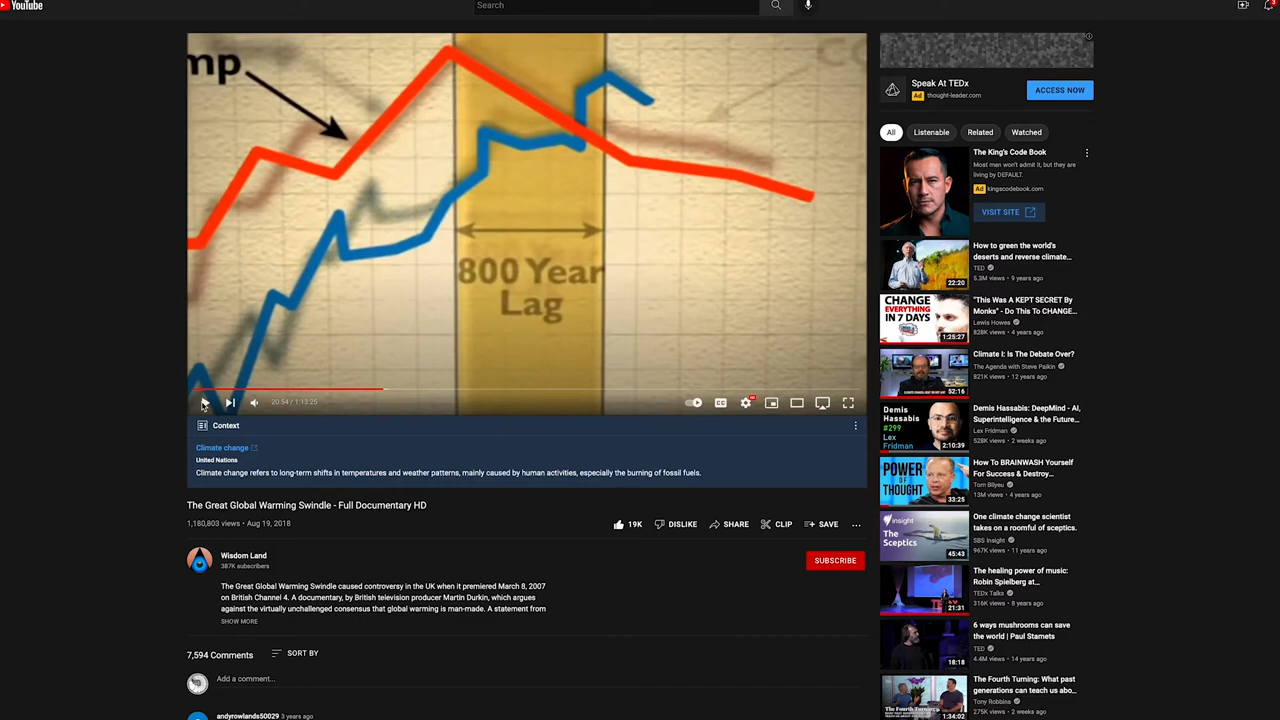 YouTube
Search
3
mp
800 Year
Lag
20:54 / 1:13:25
Context
Climate change
United Nations
Climate change refers to long-term shifts in temperatures and weather patterns, mainly caused by human activities, especially the burning of fossil fuels.
The Great Global Warming Swindle - Full Documentary HD
1,180,803 views • Aug 19, 2018
19K
DISLIKE
SHARE
CLIP
SAVE
Wisdom Land
387K subscribers
SUBSCRIBE
The Great Global Warming Swindle caused controversy in the UK when it premiered March 8, 2007
on British Channel 4. A documentary, by British television producer Martin Durkin, which argues
against the virtually unchallenged consensus that global warming is man-made. A statement from
SHOW MORE
7,594 Comments
SORT BY
Add a comment...
andyrowlands50029 3 years ago
Speak At TEDx
Ad thought-leader.com
ACCESS NOW
All
Listenable
Related
Watched
The King's Code Book
Most men won't admit it, but they are
living by DEFAULT.
Ad kingscodebook.com
VISIT SITE
How to green the world's
deserts and reverse climate...
TED
5.3M views • 9 years ago
22:20
CHANGE
EVERYTHING
IN 7 DAYS
1:25:27
"This Was A KEPT SECRET By
Monks" - Do This To CHANGE...
Lewis Howes
828K views • 4 years ago
52:16
Climate I: Is The Debate Over?
The Agenda with Steve Paikin
821K views • 12 years ago
Demis
Hassabis:
#299
Lex
Fridman
2:10:39
Demis Hassabis: DeepMind - AI,
Superintelligence & the Future...
Lex Fridman
528K views • 2 weeks ago
POWER
OF
THOUGHT
33:25
How To BRAINWASH Yourself
For Success & Destroy...
Tom Bilyeu
13M views • 4 years ago
insight
The
Sceptics
45:43
One climate change scientist
takes on a roomful of sceptics.
SBS Insight
967K views • 11 years ago
21:31
The healing power of music:
Robin Spielberg at...
TEDx Talks
316K views • 8 years ago
18:18
6 ways mushrooms can save
the world | Paul Stamets
TED
4.4M views • 14 years ago
The Fourth Turning
1:34:02
The Fourth Turning: What past
generations can teach us abo...
Tony Robbins
275K views • 2 weeks ago